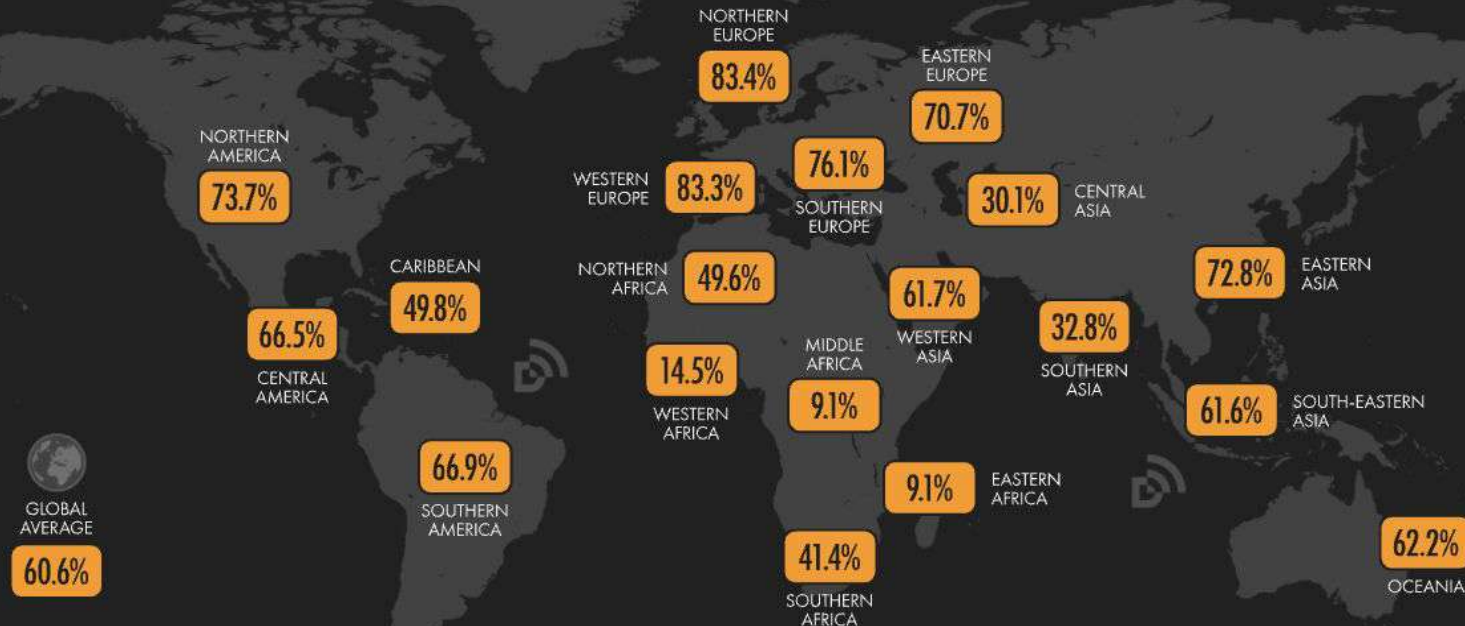 NORTHERN
EUROPE
83.4%
EASTERN
EUROPE
70.7%
NORTHERN
AMERICA
73.7%
WESTERN
EUROPE
83.3%
76.1%
SOUTHERN
EUROPE
30.1%
CENTRAL
ASIA
CARIBBEAN
49.8%
NORTHERN
AFRICA
49.6%
61.7%
WESTERN
ASIA
72.8%
EASTERN
ASIA
66.5%
CENTRAL
AMERICA
32.8%
SOUTHERN
ASIA
14.5%
WESTERN
AFRICA
MIDDLE
AFRICA
9.1%
61.6%
SOUTH-EASTERN
ASIA
66.9%
SOUTHERN
AMERICA
9.1%
EASTERN
AFRICA
GLOBAL
AVERAGE
60.6%
41.4%
SOUTHERN
AFRICA
62.2%
OCEANIA